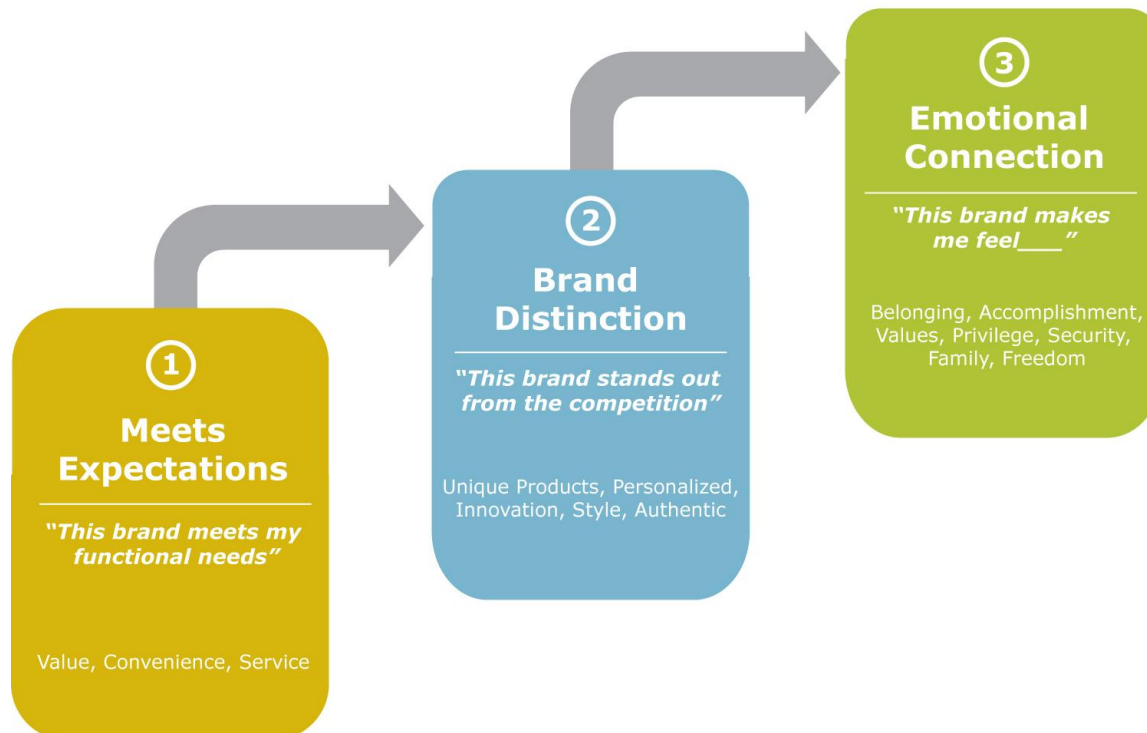 1
Meets
Expectations
“This brand meets my
functional needs”
Value, Convenience, Service
2
Brand
Distinction
“This brand stands out
from the competition”
Unique Products, Personalized,
Innovation, Style, Authentic
3
Emotional
Connection
“This brand makes
me feel___”
Belonging, Accomplishment,
Values, Privilege, Security,
Family, Freedom